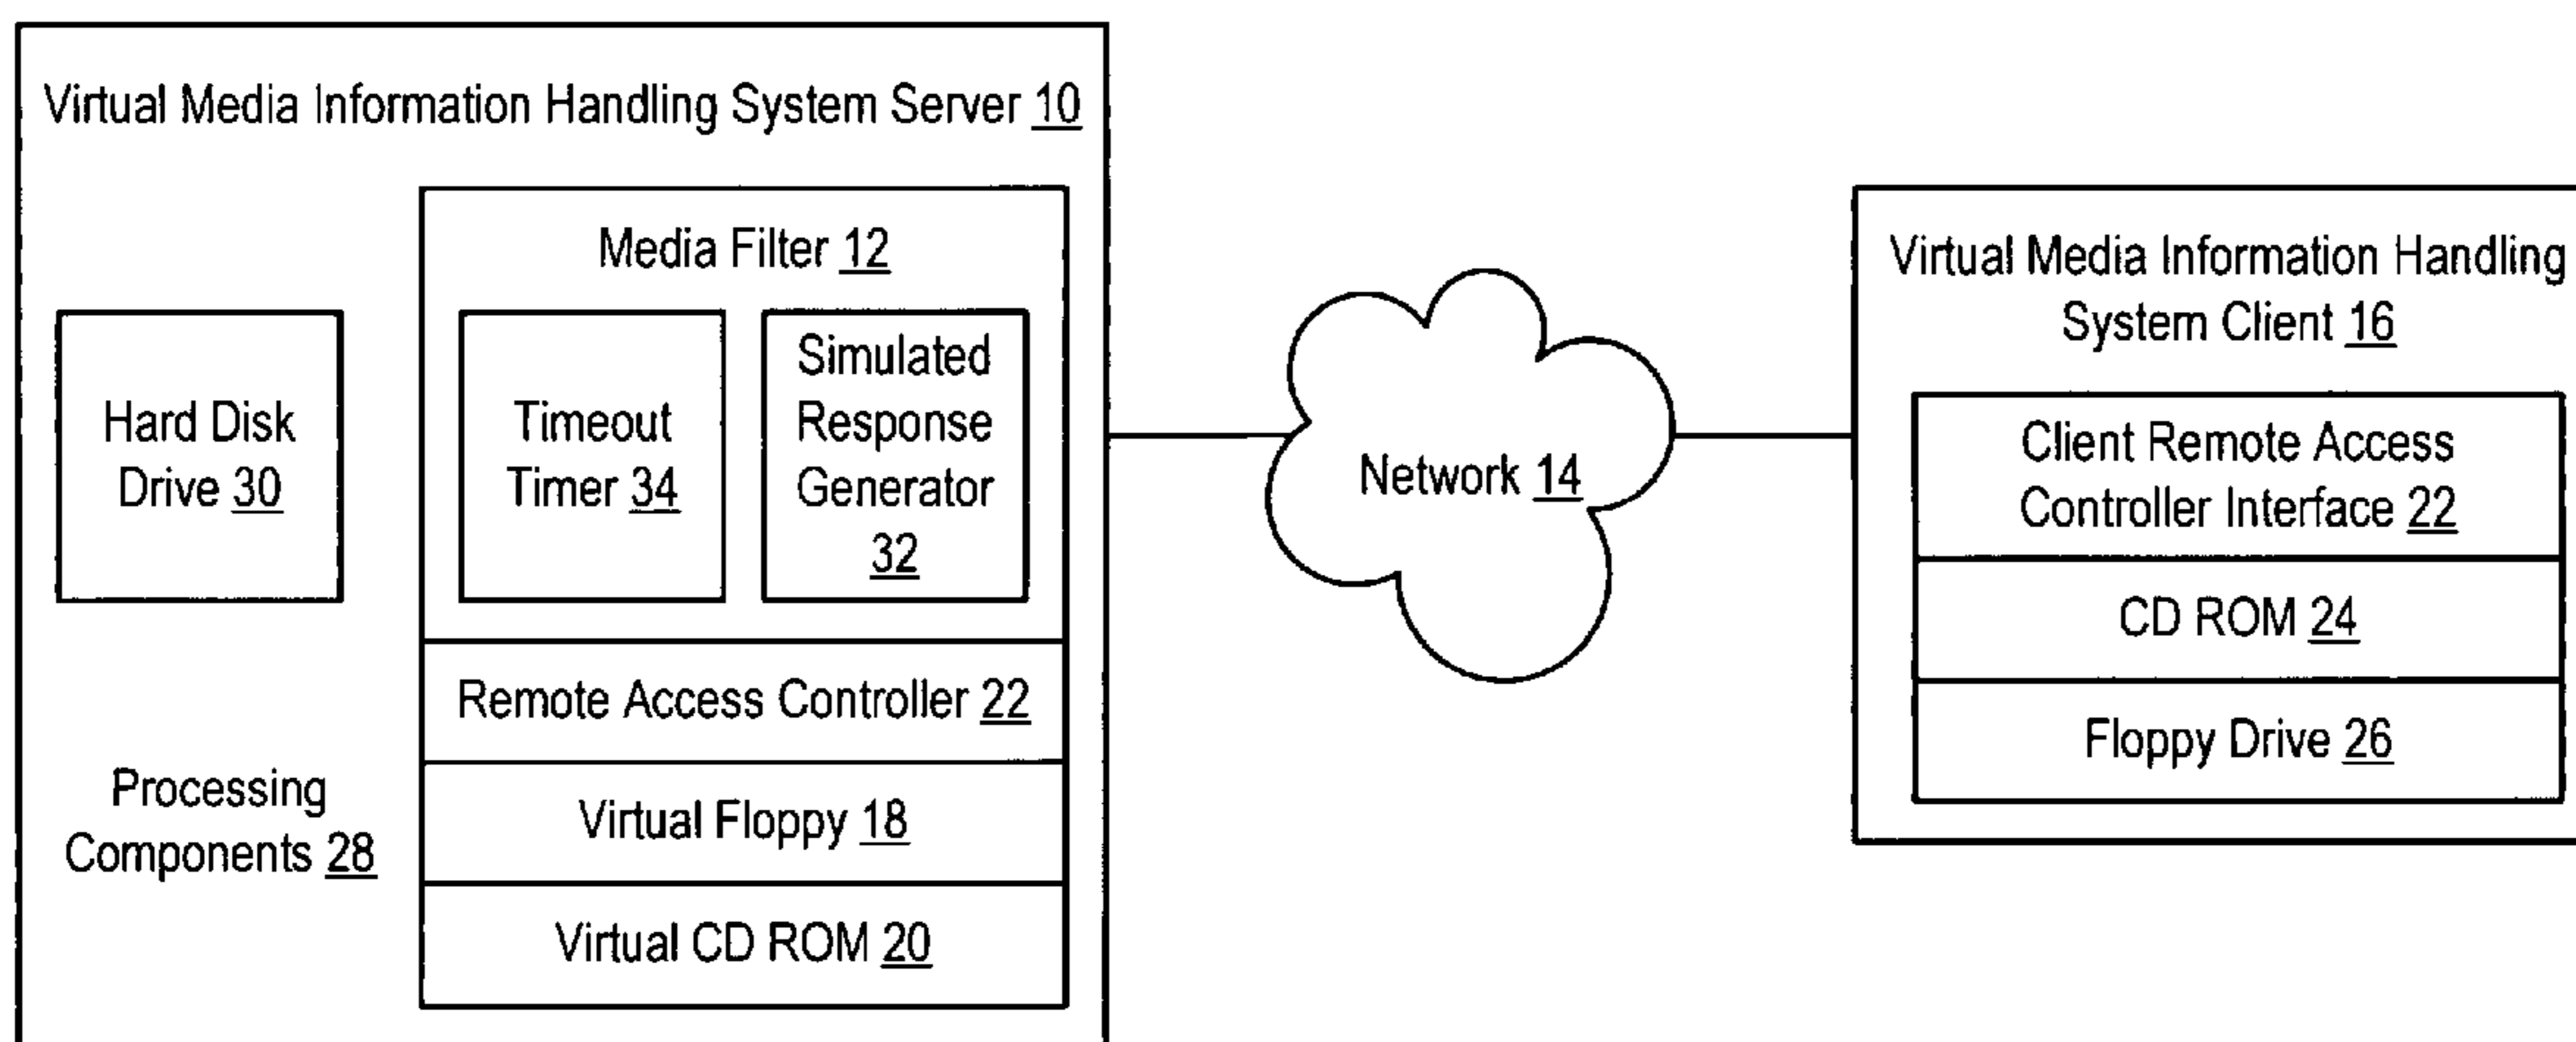 Virtual Media Information Handling System Server 10
Media Filter 12
Hard Disk
Drive 30
Timeout
Timer 34
Simulated
Response
Generator
32
Remote Access Controller 22
Processing
Components 28
Virtual Floppy 18
Virtual CD ROM 20
Network 14
Virtual Media Information Handling
System Client 16
Client Remote Access
Controller Interface 22
CD ROM 24
Floppy Drive 26